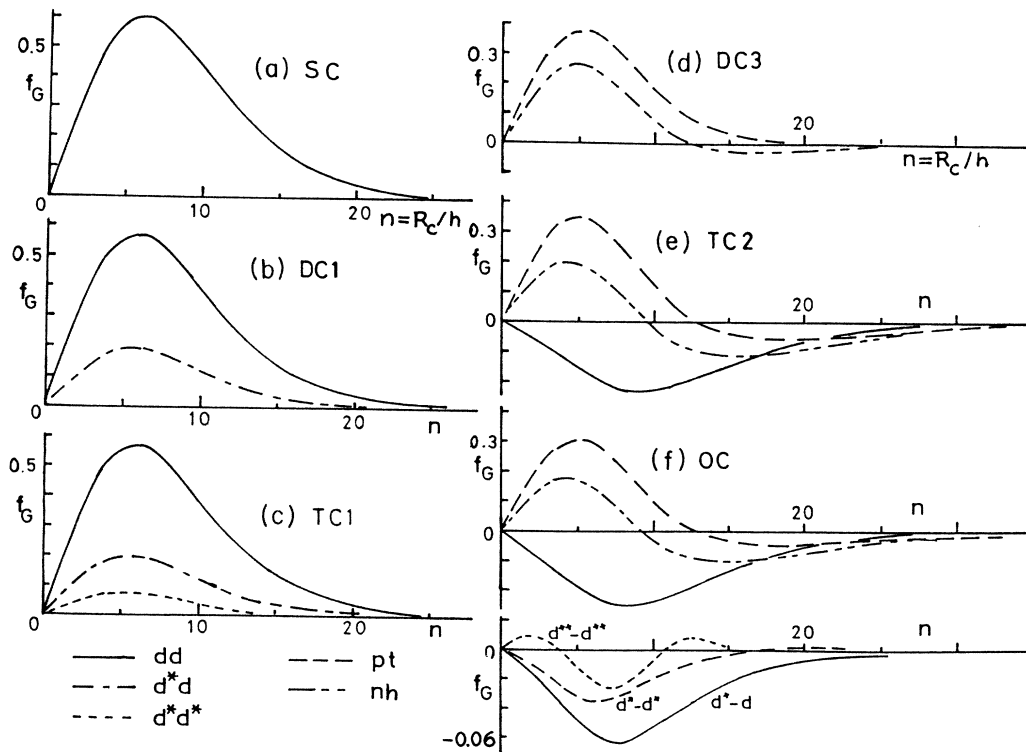 0.5
f_G
(a) SC
0
10
20
n=R_c/h
0.5
f_G
(b) DC1
0
10
20
n
0.5
f_G
(c) TC1
0
10
20
n
dd
d*d
d*d*
pt
nh
0.3
f_G
(d) DC3
20
0
n=R_c/h
0.3
f_G
(e) TC2
20
n
0
0.3
f_G
(f) OC
20
n
0
d**-d**
20
n
0
f_G
d*-d*
d*-d
-0.06